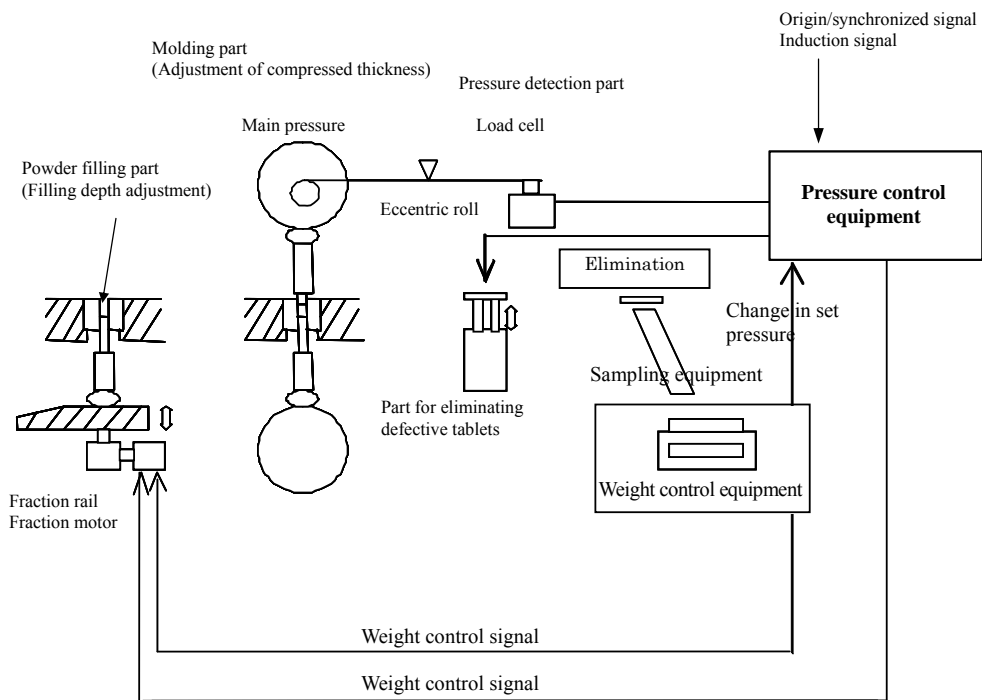 Origin/synchronized signal
Induction signal
Molding part
(Adjustment of compressed thickness)
Pressure detection part
Main pressure
Load cell
Powder filling part
(Filling depth adjustment)
Pressure control
equipment
Eccentric roll
Elimination
Change in set
pressure
Sampling equipment
Part for eliminating
defective tablets
Weight control equipment
Fraction rail
Fraction motor
Weight control signal
Weight control signal